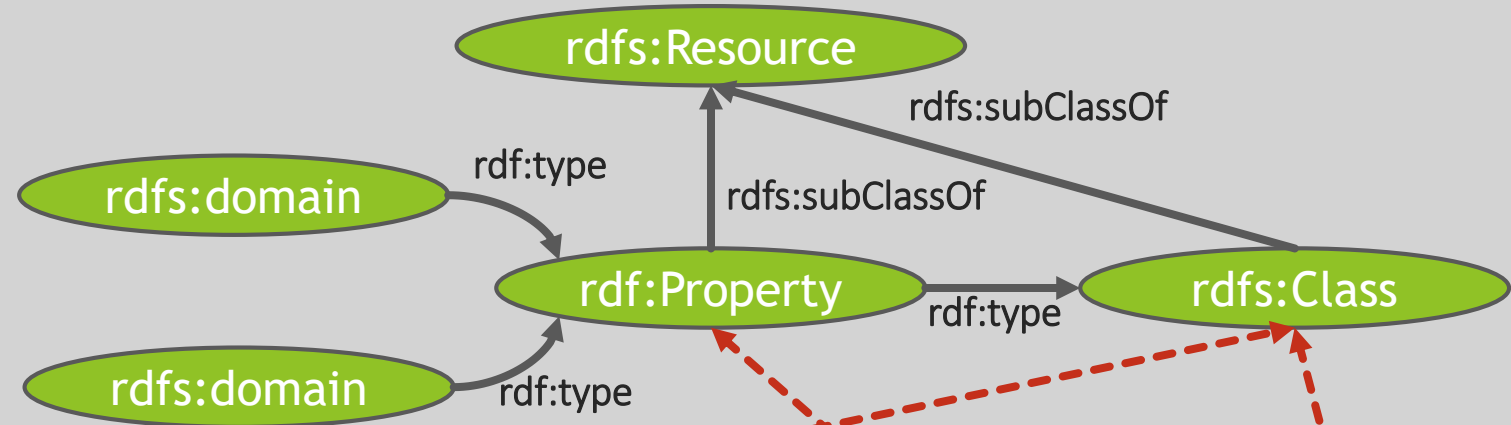 rdfs:Resource
rdfs:subClassOf
rdf:type
rdfs:domain
rdfs:subClassOf
rdf:Property
rdfs:Class
rdf:type
rdfs:domain
rdf:type